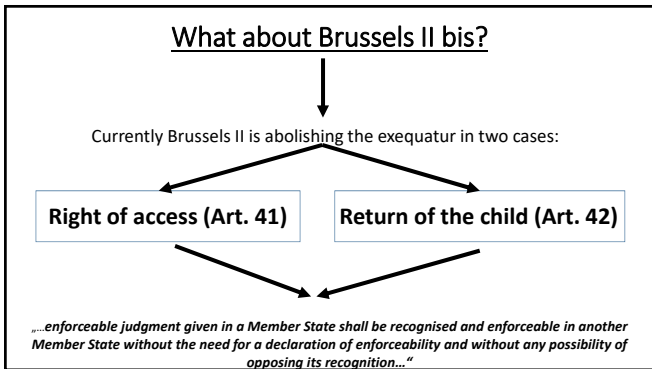 What about Brussels II bis?
Currently Brussels II is abolishing the exequatur in two cases:
Right of access (Art. 41)
Return of the child (Art. 42)
„…enforceable judgment given in a Member State shall be recognised and enforceable in another
Member State without the need for a declaration of enforceability and without any possibility of
opposing its recognition…“